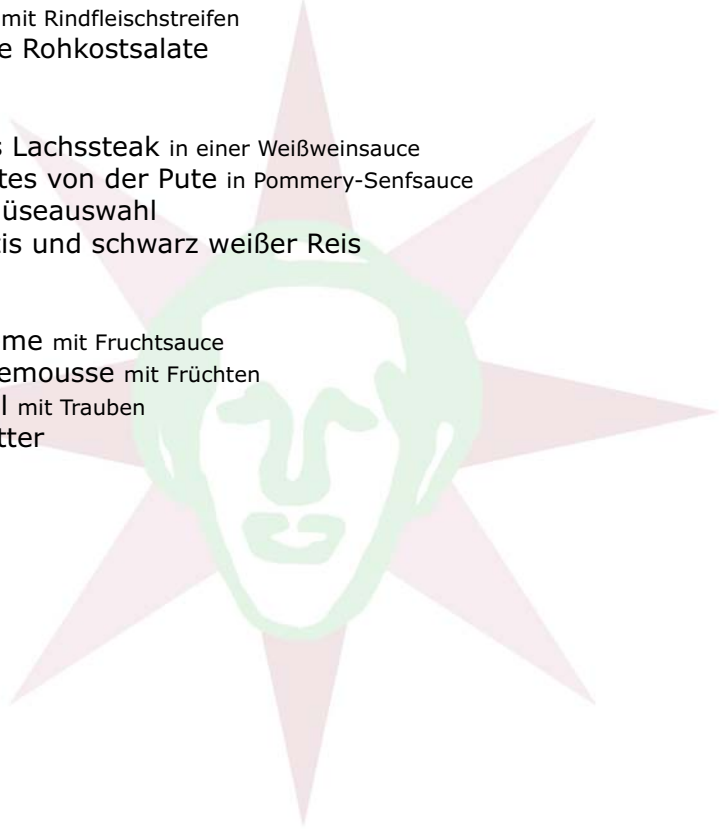 mit Rindfleischstreifen
e Rohkostsalate
s Lachssteak in einer Weißweinsauce
tes von der Pute in Pommery-Senfsauce
üseauswahl
tis und schwarz weißer Reis
me mit Fruchtsauce
emousse mit Früchten
l mit Trauben
tter